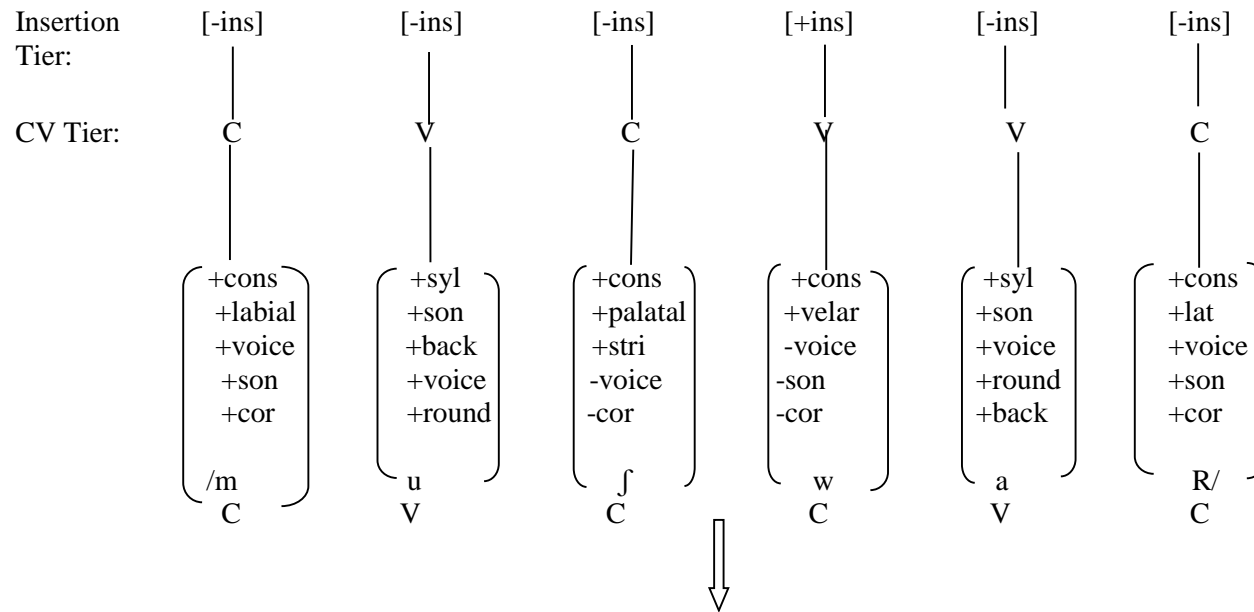 Insertion [-ins] [-ins] [-ins] [+ins] [-ins] [-ins]
Tier:
CV Tier: C V C V V C
+cons +syl +cons +cons +syl +cons
+labial +son +palatal +velar +son +lat
+voice +back +stri -voice +voice +voice
+son +voice -voice -son +round +son
+cor +round -cor -cor +back +cor
/m u ʃ w a R/
C V C C V C